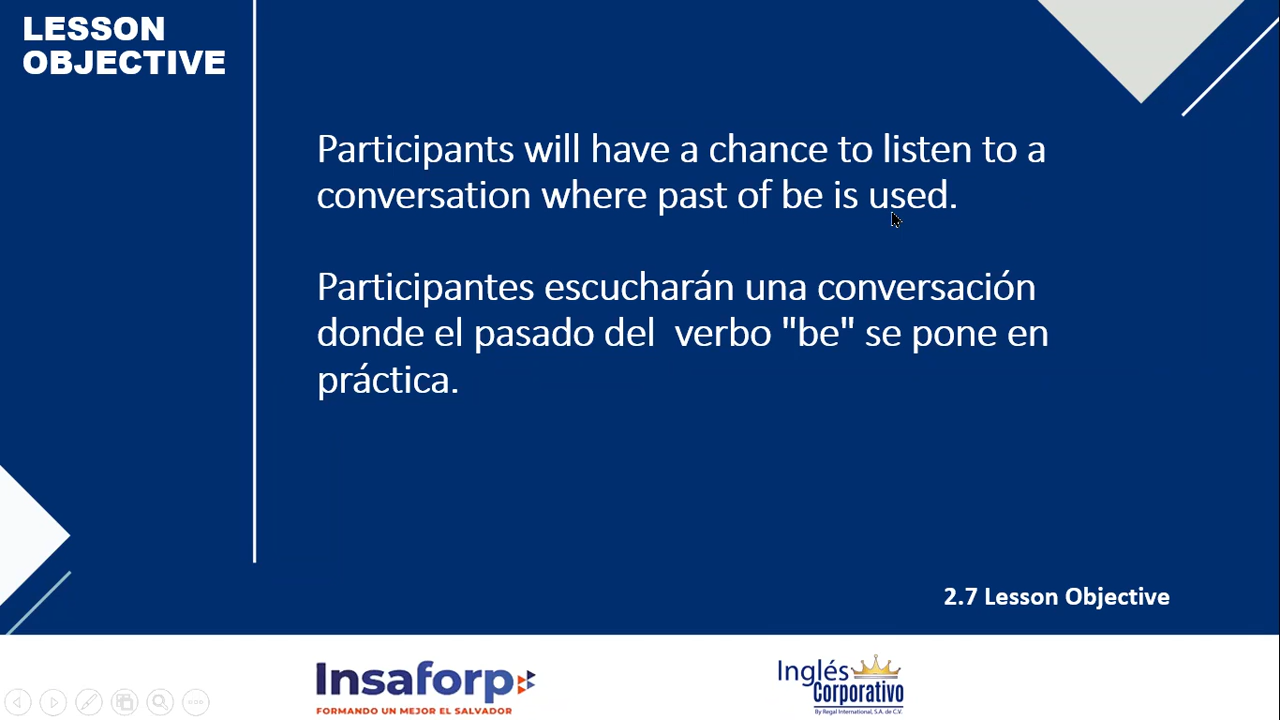 LESSON
OBJECTIVE
Participants will have a chance to listen to a
conversation where past of be is used.
Participantes escucharán una conversación
donde el pasado del  verbo "be" se pone en
práctica.
2.7 Lesson Objective
Insaforp
FORMANDO UN MEJOR EL SALVADOR
Inglés
Corporativo
By Regal International, S.A. de C.V.